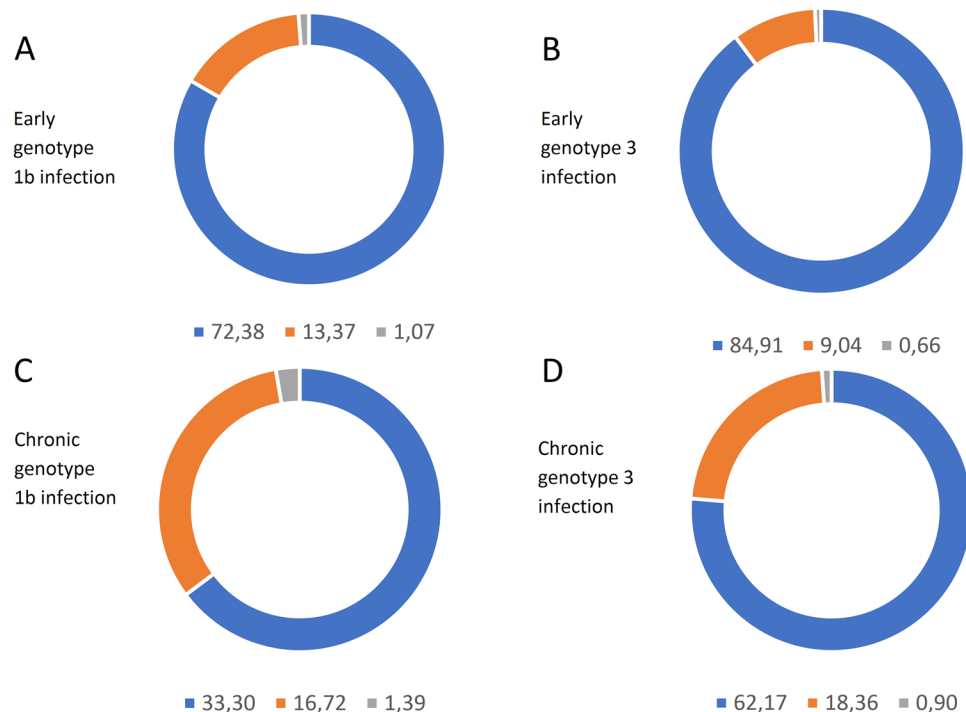 A
Early
genotype
1b infection
72,38 13,37 1,07
B
Early
genotype 3
infection
84,91 9,04 0,66
C
Chronic
genotype
1b infection
33,30 16,72 1,39
D
Chronic
genotype 3
infection
62,17 18,36 0,90